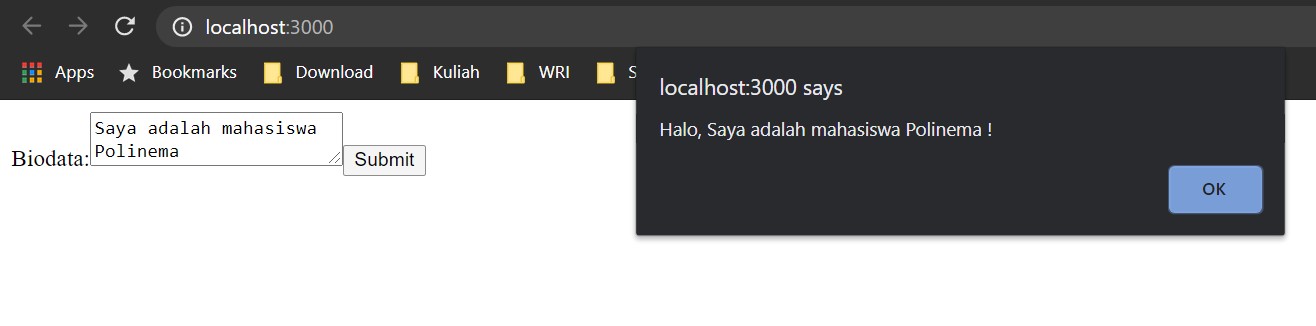 localhost:3000
Apps Bookmarks Download Kuliah WRI S
localhost:3000 says
Halo, Saya adalah mahasiswa Polinema !
OK
Biodata:
Saya adalah mahasiswa
Polinema
Submit